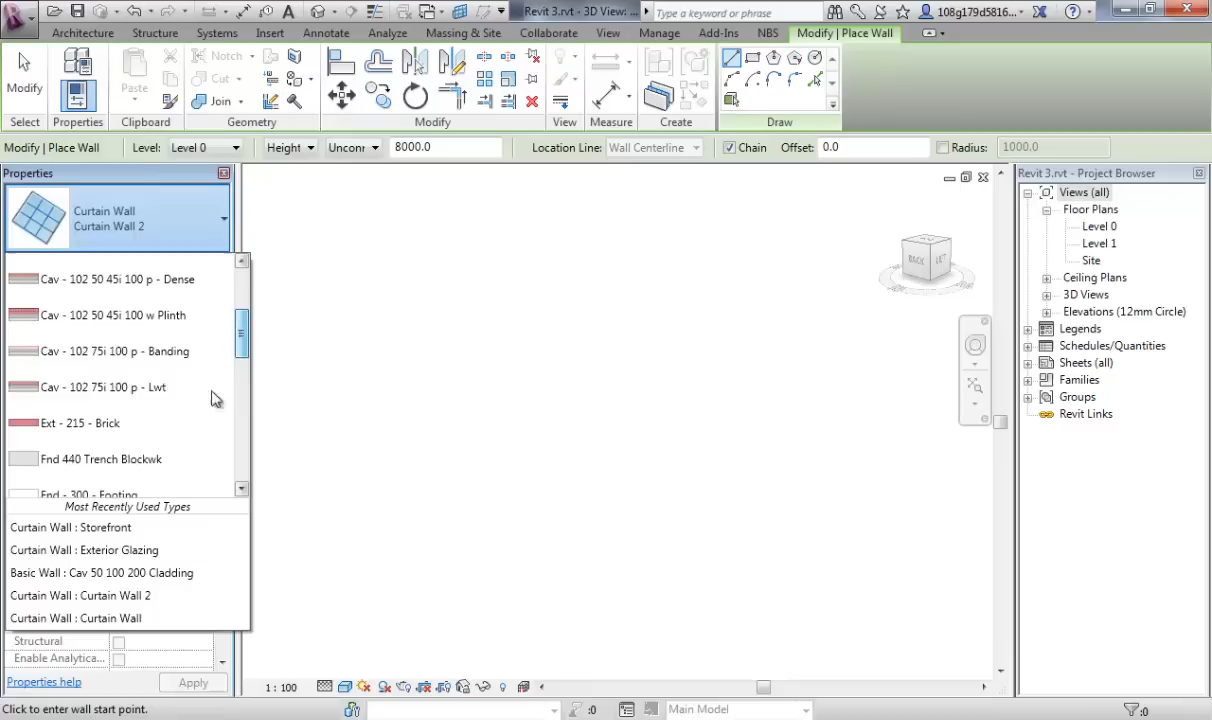 Revit 3.rvt - 3D View: ...
Type a keyword or phrase
108g179d5816...
Architecture
Structure
Systems
Insert
Annotate
Analyze
Massing & Site
Collaborate
View
Manage
Add-Ins
NBS
Modify | Place Wall
Modify
Paste
Notch
Cut
Join
Select
Properties
Clipboard
Geometry
Modify
View
Measure
Create
Draw
Modify | Place Wall
Level:
Level 0
Height
Unconr
8000.0
Location Line:
Wall Centerline
Chain
Offset:
0.0
Radius:
1000.0
Properties
Curtain Wall
Curtain Wall 2
Cav - 102 50 45i 100 p - Dense
Cav - 102 50 45i 100 w Plinth
Cav - 102 75i 100 p - Banding
Cav - 102 75i 100 p - Lwt
Ext - 215 - Brick
Fnd 440 Trench Blockwk
Fnd - 300 - Footing
Most Recently Used Types
Curtain Wall : Storefront
Curtain Wall : Exterior Glazing
Basic Wall : Cav 50 100 200 Cladding
Curtain Wall : Curtain Wall 2
Curtain Wall : Curtain Wall
Structural
Enable Analytica...
Properties help
Apply
BACK
Revit 3.rvt - Project Browser
Views (all)
Floor Plans
Level 0
Level 1
Site
Ceiling Plans
3D Views
Elevations (12mm Circle)
Legends
Schedules/Quantities
Sheets (all)
Families
Groups
Revit Links
1 : 100
Click to enter wall start point.
:0
Main Model
:0